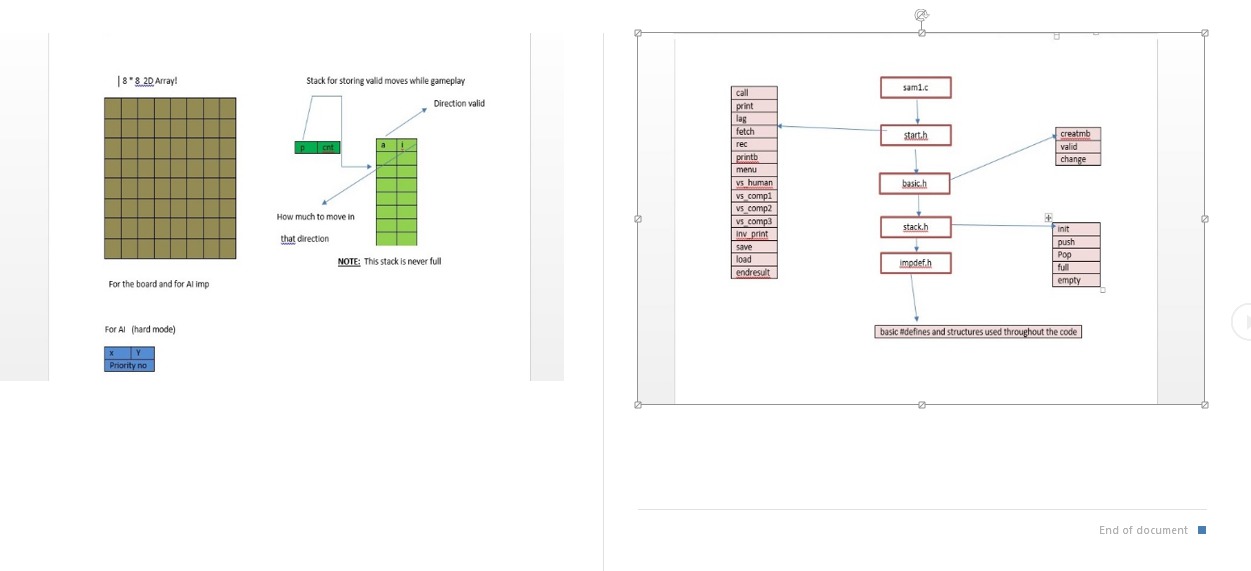 8 * 8 2D Array!
Stack for storing valid moves while gameplay
Direction valid
p cnt
a i
How much to move in
that direction
NOTE: This stack is never full
For the board and for AI imp
For AI (hard mode)
x Y
Priority no
call
print
lag
fetch
rec
printb
menu
vs_human
vs_comp1
vs_comp2
vs_comp3
inv_print
save
load
endresult
sam1.c
start.h
basic.h
stack.h
impdef.h
creatmb
valid
change
init
push
Pop
full
empty
basic #defines and structures used throughout the code
End of document